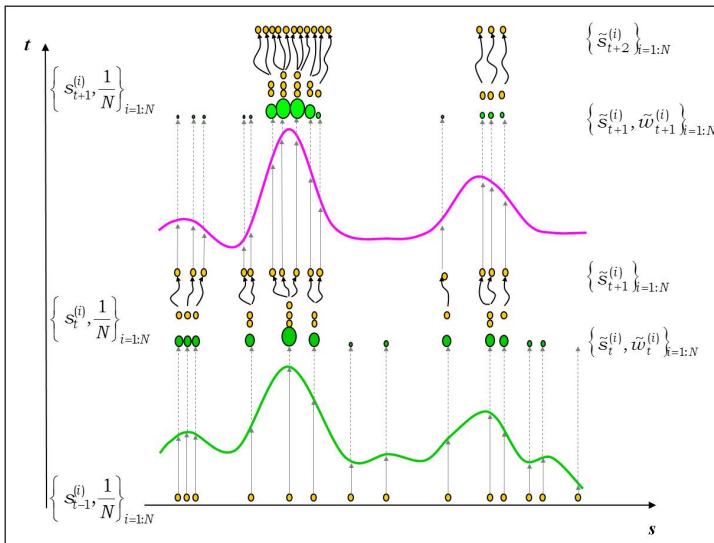 t
{s̃_{t+2}^{(i)}}_{i=1:N}
{s_{t+1}^{(i)}, 1/N}_{i=1:N}
{s̃_{t+1}^{(i)}, w̃_{t+1}^{(i)}}_{i=1:N}
{s̃_{t+1}^{(i)}}_{i=1:N}
{s_t^{(i)}, 1/N}_{i=1:N}
{s̃_t^{(i)}, w̃_t^{(i)}}_{i=1:N}
{s_{t-1}^{(i)}, 1/N}_{i=1:N}
s